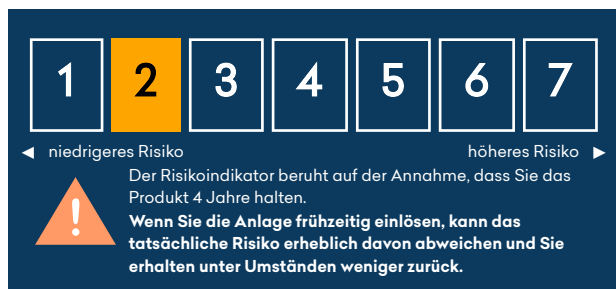 1 2 3 4 5 6 7
◄ niedrigeres Risiko höheres Risiko ►
Der Risikoindikator beruht auf der Annahme, dass Sie das
Produkt 4 Jahre halten.
!
Wenn Sie die Anlage frühzeitig einlösen, kann das
tatsächliche Risiko erheblich davon abweichen und Sie
erhalten unter Umständen weniger zurück.